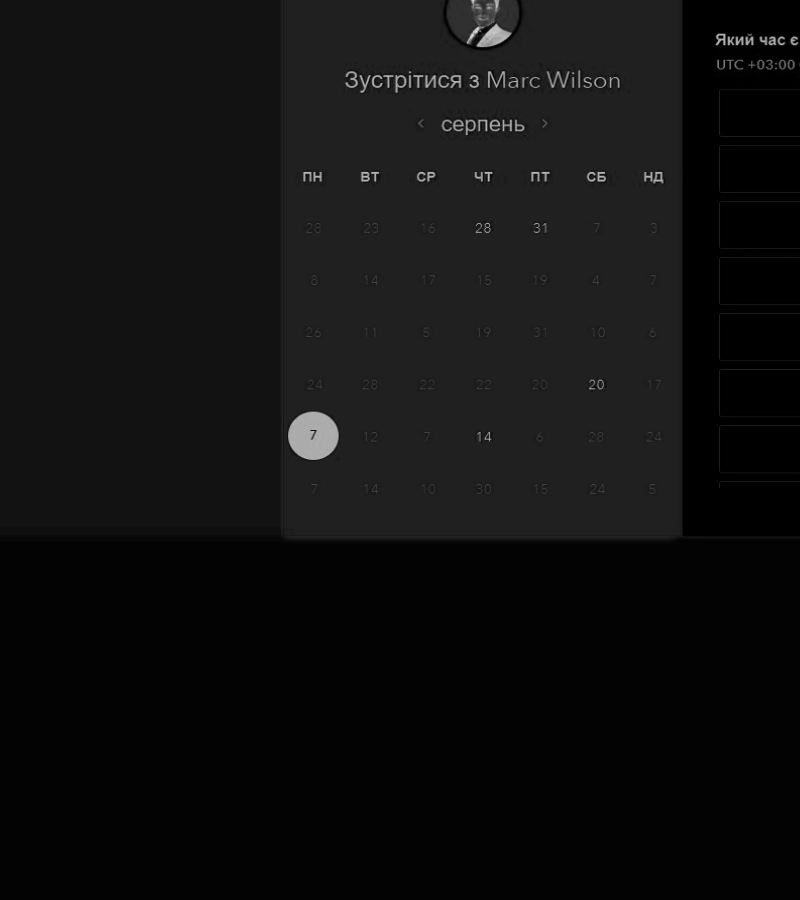 Зустрітися з Marc Wilson
‹ серпень ›
ПН ВТ СР ЧТ ПТ СБ НД
28 23 16 28 31 7 3
8 14 17 15 19 4 7
26 11 5 19 31 10 6
24 28 22 22 20 20 17
7 12 7 14 6 28 24
7 14 10 30 15 24 5
Який час є
UTC +03:00